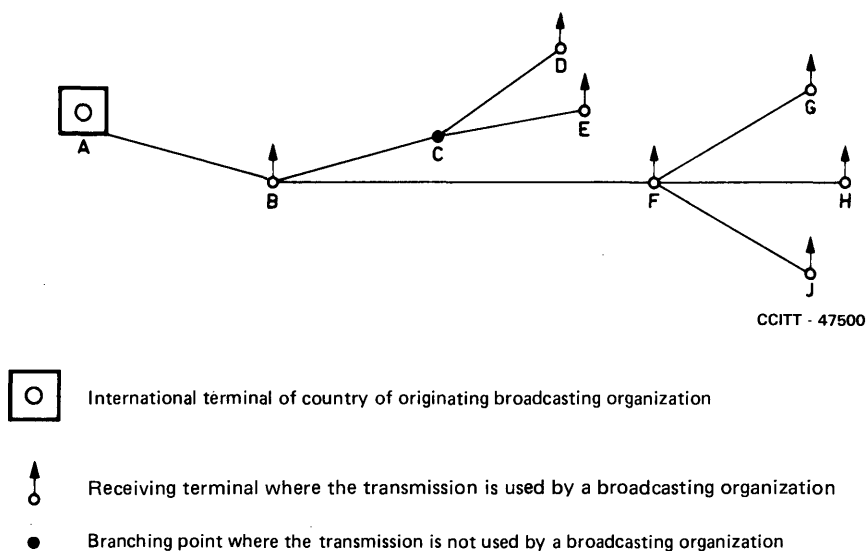 D
G
A
E
C
B
F
H
J
CCITT - 47500
International terminal of country of originating broadcasting organization
Receiving terminal where the transmission is used by a broadcasting organization
Branching point where the transmission is not used by a broadcasting organization